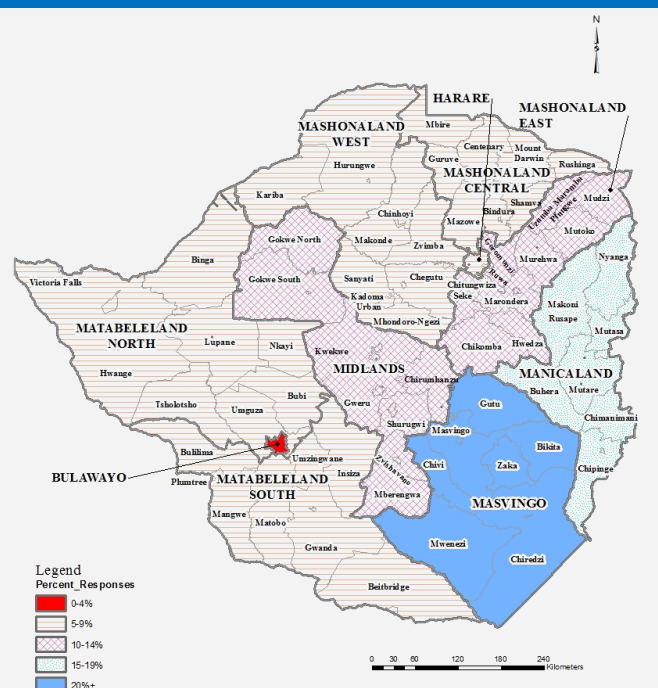 N
HARARE
MASHONALAND
EAST
MASHONALAND
WEST
Mbire
Centenary
Mount
Darwin
Rushinga
Guruve
MASHONALAND
CENTRAL
Hurungwe
Kariba
Shamva
Bindura
Uzumba Maramba
Pfungwe
Mudzi
Chinhoyi
Mazowe
Mutoko
Gokwe North
Makonde
Zvimba
Goromonzi
Murehwa
Nyanga
Binga
Ruwa
Victoria Falls
Gokwe South
Sanyati
Chegutu
Chitungwiza
Seke
Marondera
Kadoma
Urban
Makoni
Rusape
MATABELELAND
NORTH
Mhondoro-Ngezi
Mutasa
Lupane
Nkayi
Kwekwe
Chikomba
Hwedza
Hwange
MIDLANDS
Chirumhanzu
MANICALAND
Buhera
Mutare
Tsholotsho
Bubi
Umguza
Gweru
Gutu
Chimanimani
Shurugwi
Masvingo
Bulilima
Umzingwane
Bikita
Chivi
Zaka
Chipinge
BULAWAYO
Plumtree
Insiza
Zvishavane
MATABELELAND
SOUTH
Mberengwa
MASVINGO
Mangwe
Matobo
Gwanda
Mwenezi
Chiredzi
Beitbridge
Legend
Percent_Responses
0-4%
5-9%
10-14%
15-19%
20%+
0 30 60 120 180 240
Kilometers